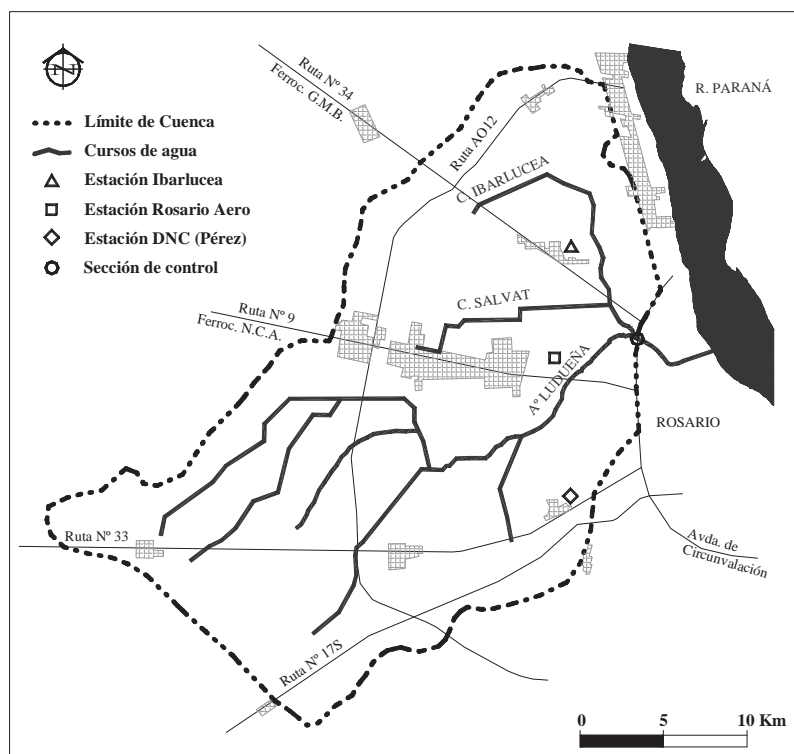 N
Límite de Cuenca
Cursos de agua
Estación Ibarlucea
Estación Rosario Aero
Estación DNC (Pérez)
Sección de control
Ruta Nº 34
Ferroc. G.M.B.
Ruta AO12
R. PARANÁ
C. IBARLUCEA
C. SALVAT
Ruta Nº 9
Ferroc. N.C.A.
Aº LUDUEÑA
ROSARIO
Ruta Nº 33
Avda. de
Circunvalación
Ruta Nº 17S
0 5 10 Km